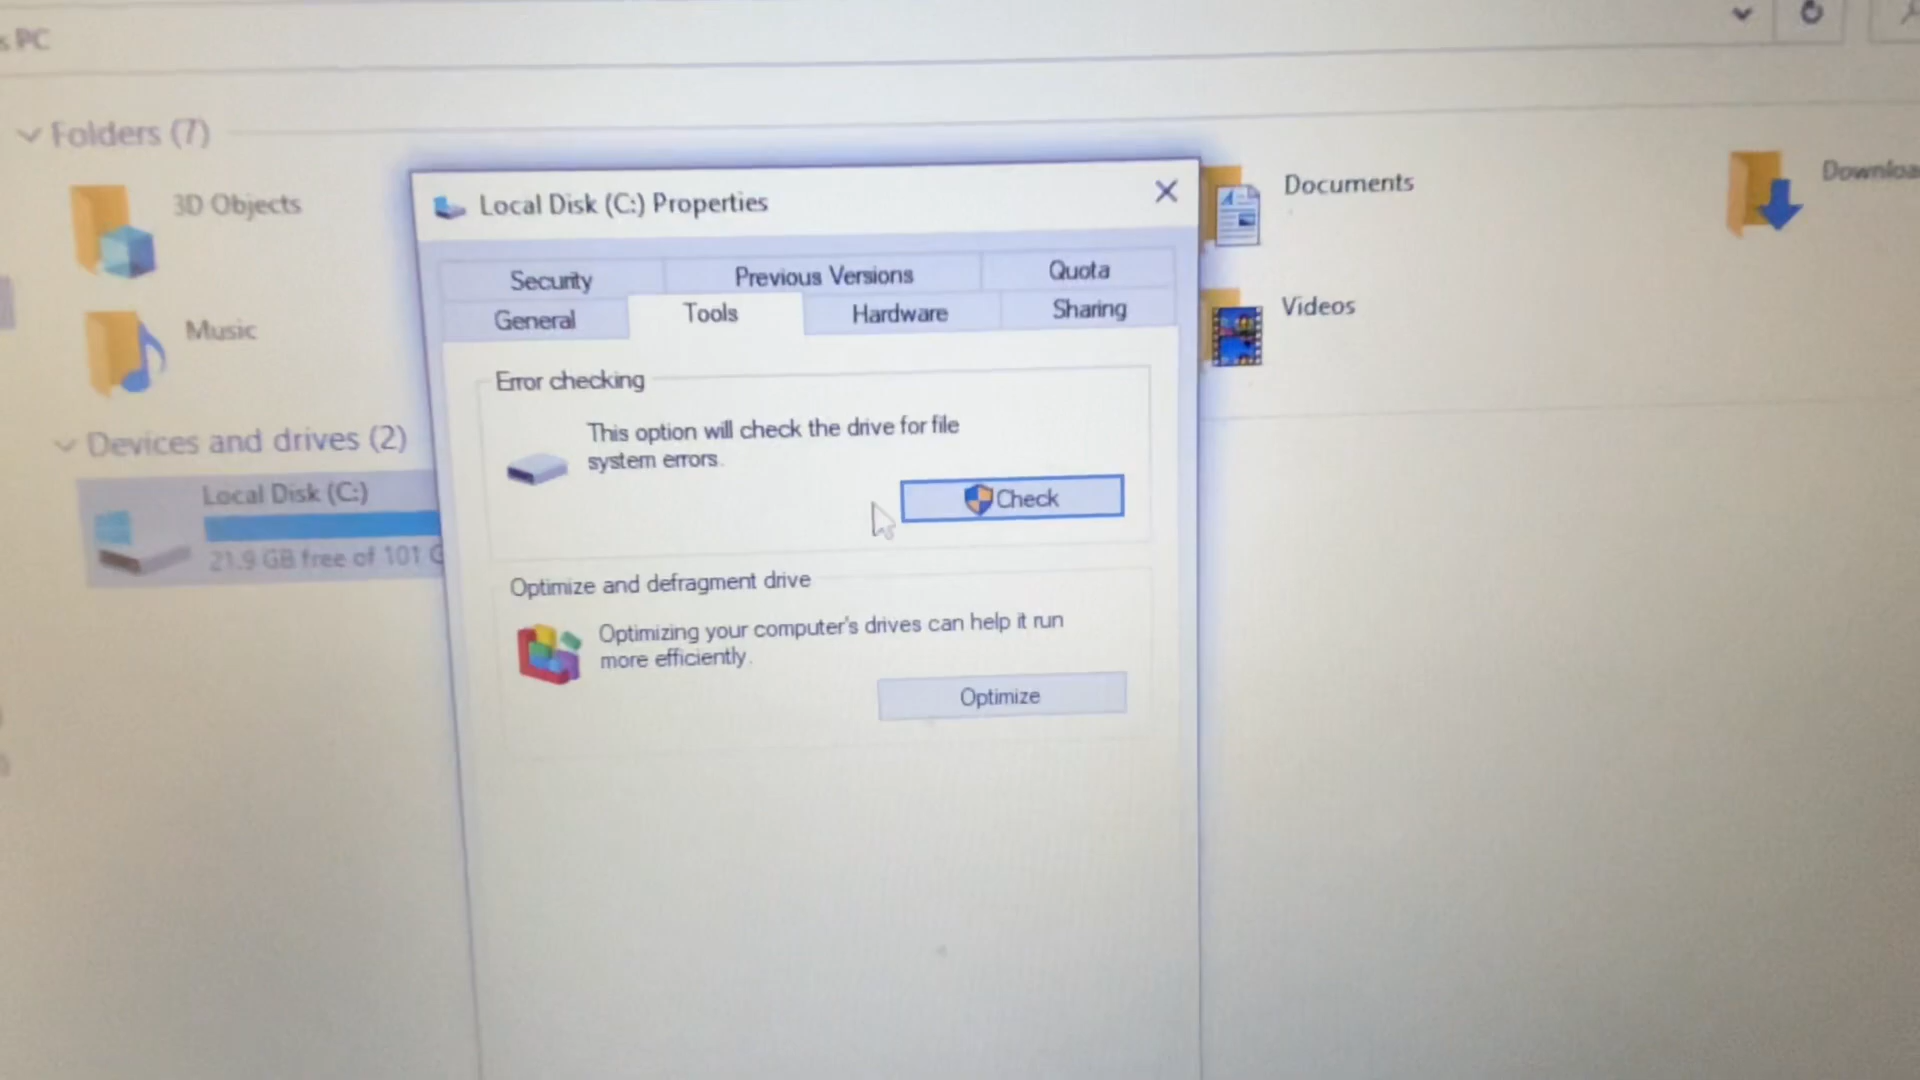 PC
Folders (7)
3D Objects
Documents
Music
Videos
Devices and drives (2)
Local Disk (C:)
21.9 GB free of 101
Local Disk (C:) Properties
Security
Previous Versions
Quota
General
Tools
Hardware
Sharing
Error checking
This option will check the drive for file
system errors.
Check
Optimize and defragment drive
Optimizing your computer's drives can help it run
more efficiently.
Optimize